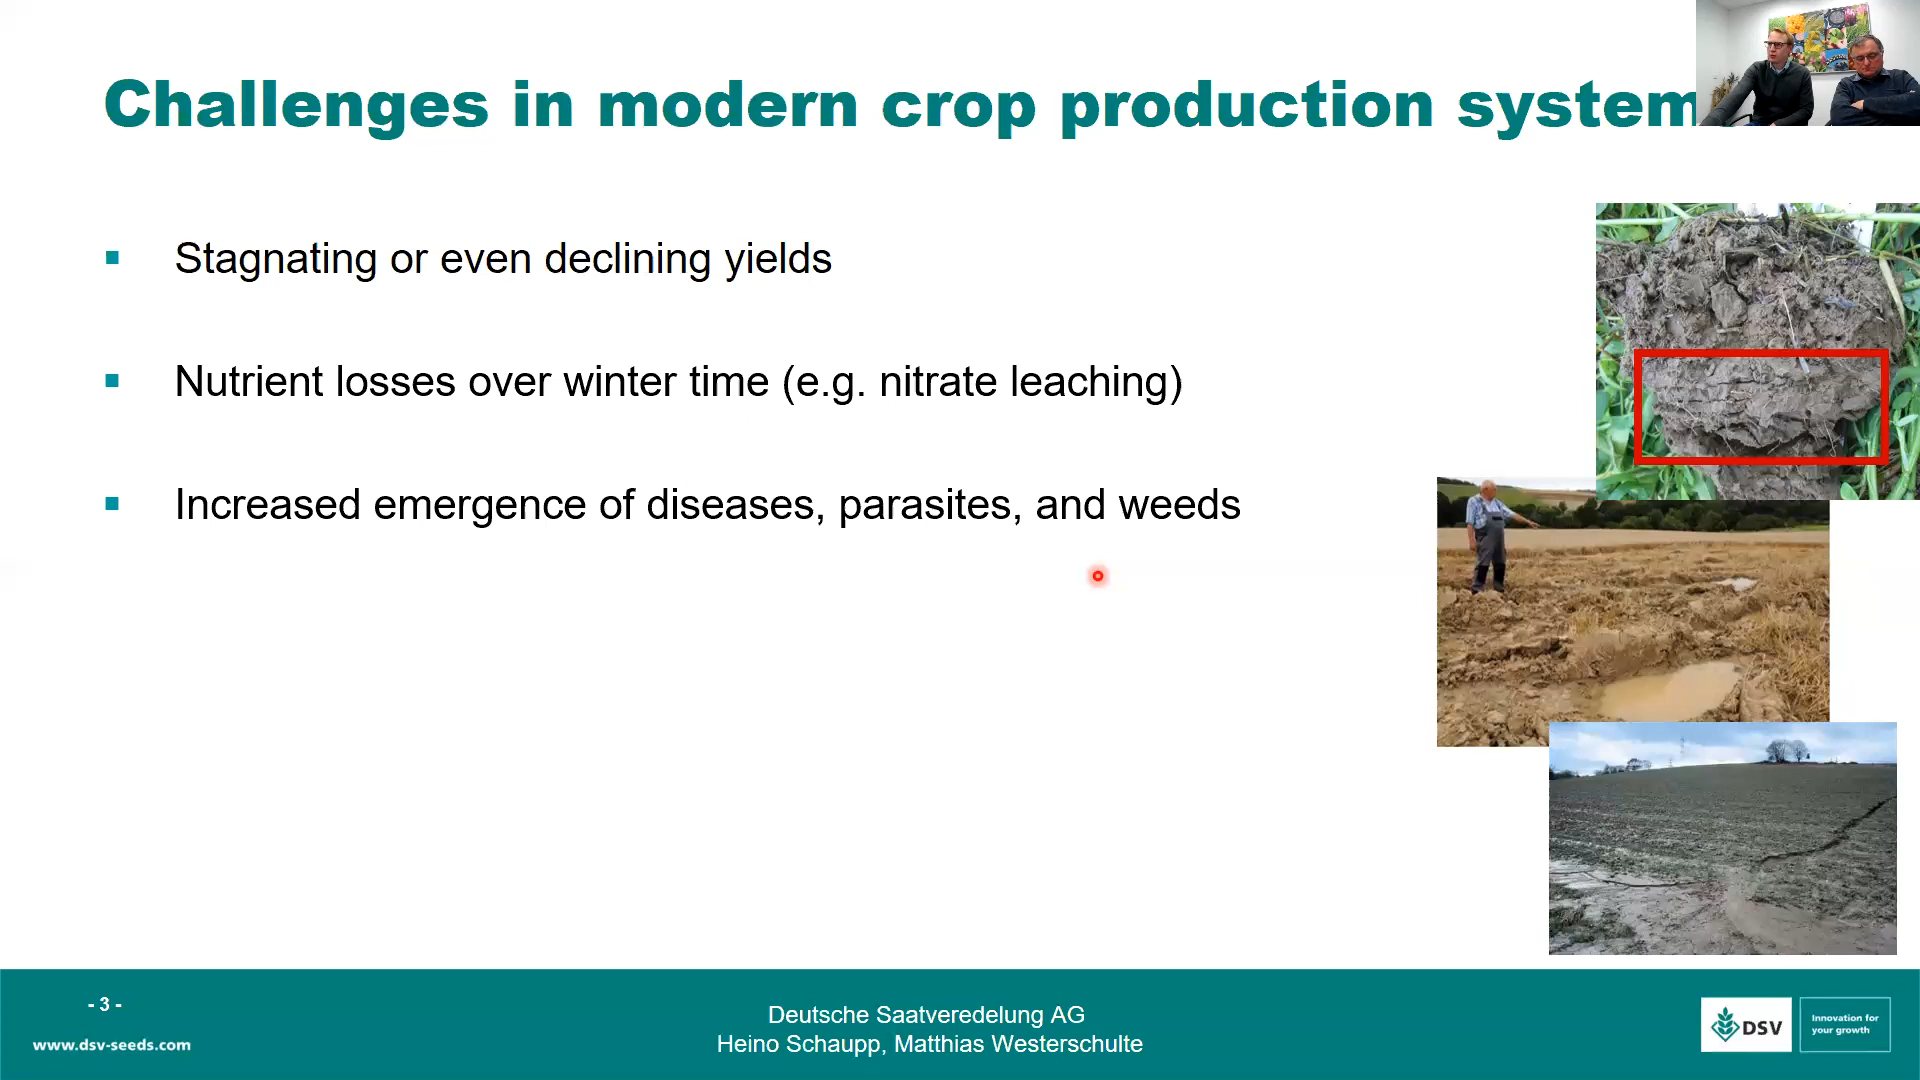 Challenges in modern crop production system
▪ Stagnating or even declining yields
▪ Nutrient losses over winter time (e.g. nitrate leaching)
▪ Increased emergence of diseases, parasites, and weeds
- 3 -
www.dsv-seeds.com
Deutsche Saatveredelung AG
Heino Schaupp, Matthias Westerschulte
DSV
Innovation for
your growth